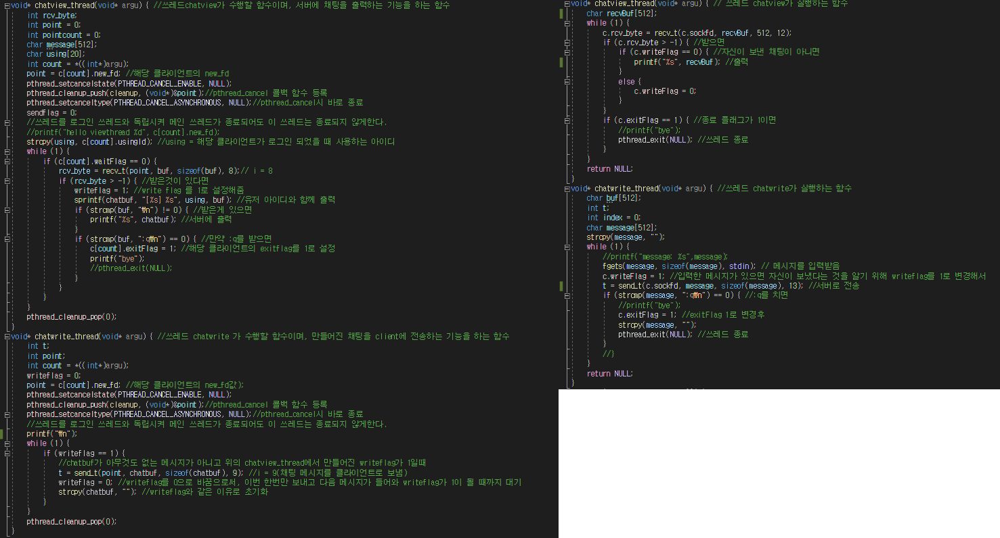 void* chatview_thread(void* argu) { //쓰레드chatview가 수행할 함수이며, 서버에 채팅을 출력하는 기능을 하는 함수
int rcv_byte;
int point = 0;
int pointcount = 0;
char message[512];
char using[20];
int count = *((int*)argu);
point = c[count].new_fd; //해당 클라이언트의 new_fd
pthread_setcancelstate(PTHREAD_CANCEL_ENABLE, NULL);
pthread_cleanup_push(cleanup, (void*)&point);//pthread_cancel 콜백 함수 등록
pthread_setcanceltype(PTHREAD_CANCEL_ASYNCHRONOUS, NULL);//pthread_cancel시 바로 종료
sendflag = 0;
//쓰레드를 로그인 쓰레드와 독립시켜 메인 쓰레드가 종료되어도 이 쓰레드는 종료되지 않게한다.
//printf("hello viewthread %d", c[count].new_fd);
strcpy(using, c[count].usingId); //using = 해당 클라이언트가 로그인 되었을 때 사용하는 아이디
while (1) {
if (c[count].waitFlag == 0) {
rcv_byte = recv_t(point, buf, sizeof(buf), 8);// i = 8
if (rcv_byte > -1) { //받은것이 있다면
writeflag = 1; //write flag 를 1로 설정해줌
sprintf(chatbuf, "[%s] %s", using, buf); //유저 아이디와 함께 출력
if (strcmp(buf, "₩n") != 0) { //받은게 있으면
printf("%s", chatbuf); //서버에 출력
}
if (strcmp(buf, ":q₩n") == 0) { //만약 :q를 받으면
c[count].exitFlag = 1; //해당 클라이언트의 exitflag를 1로 설정
printf("bye");
//pthread_exit(NULL);
}
}
}
}
pthread_cleanup_pop(0);
}
void* chatwrite_thread(void* argu) { //쓰레드 chatwrite 가 수행할 함수이며, 만들어진 채팅을 client에 전송하는 기능을 하는 함수
int t;
int point;
int count = *((int*)argu);
writeflag = 0;
point = c[count].new_fd; //해당 클라이언트의 new_fd값);
pthread_setcancelstate(PTHREAD_CANCEL_ENABLE, NULL);
pthread_cleanup_push(cleanup, (void*)&point);//pthread_cancel 콜백 함수 등록
pthread_setcanceltype(PTHREAD_CANCEL_ASYNCHRONOUS, NULL);//pthread_cancel시 바로 종료
//쓰레드를 로그인 쓰레드와 독립시켜 메인 쓰레드가 종료되어도 이 쓰레드는 종료되지 않게한다.
printf("₩n");
while (1) {
if (writeflag == 1) {
//chatbuf가 아무것도 없는 메시지가 아니고 위의 chatview_thread에서 만들어진 writeflag가 1일때
t = send_t(point, chatbuf, sizeof(chatbuf), 9); //i = 9(채팅 메시지를 클라이언트로 보냄)
writeflag = 0; //writeflag를 0으로 바꿈으로써, 이번 한번만 보내고 다음 메시지가 들어와 writeflag가 1이 될 때까지 대기
strcpy(chatbuf, ""); //writeflag와 같은 이유로 초기화
}
}
pthread_cleanup_pop(0);
}
void* chatview_thread(void* argu) { // 쓰레드 chatview가 실행하는 함수
char recvBuf[512];
while (1) {
c.rcv_byte = recv_t(c.sockfd, recvBuf, 512, 12);
if (c.rcv_byte > -1) { //받으면
if (c.writeFlag == 0) { //자신이 보낸 채팅이 아니면
printf("%s", recvBuf); //출력
}
else {
c.writeFlag = 0;
}
}
if (c.exitFlag == 1) { //종료 플래그가 1이면
//printf("bye");
pthread_exit(NULL); //쓰레드 종료
}
}
return NULL;
}
void* chatwrite_thread(void* argu) { //쓰레드 chatwrite가 실행하는 함수
char buf[512];
int t;
int index = 0;
char message[512];
strcpy(message, "");
while (1) {
//printf("message: %s",message);
fgets(message, sizeof(message), stdin); // 메시지를 입력받음
c.writeFlag = 1; //입력한 메시지가 있으면 자신이 보냈다는 것을 알기 위해 writeflag를 1로 변경해서
t = send_t(c.sockfd, message, sizeof(message), 13); //서버로 전송
if (strcmp(message, ":q₩n") == 0) { //:q를 치면
//printf("bye");
c.exitFlag = 1; //exitFlag 1로 변경후
strcpy(message, "");
pthread_exit(NULL); //쓰레드 종료
}
//}
}
return NULL;
}